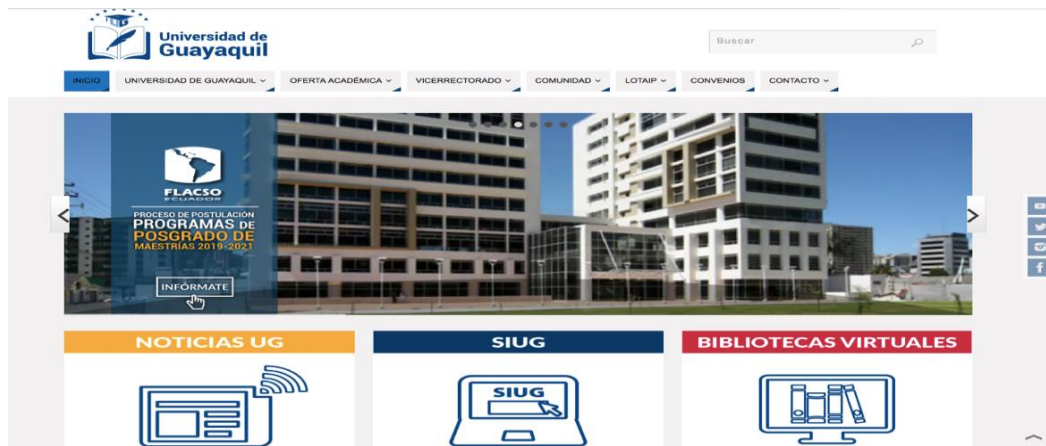 Universidad de
Guayaquil
Buscar
INICIO
UNIVERSIDAD DE GUAYAQUIL
OFERTA ACADÉMICA
VICERRECTORADO
COMUNIDAD
LOTAIP
CONVENIOS
CONTACTO
FLACSO
ECUADOR
PROCESO DE POSTULACIÓN
PROGRAMAS DE
POSGRADO DE
MAESTRÍAS 2019-2021
INFÓRMATE
NOTICIAS UG
SIUG
BIBLIOTECAS VIRTUALES
SIUG